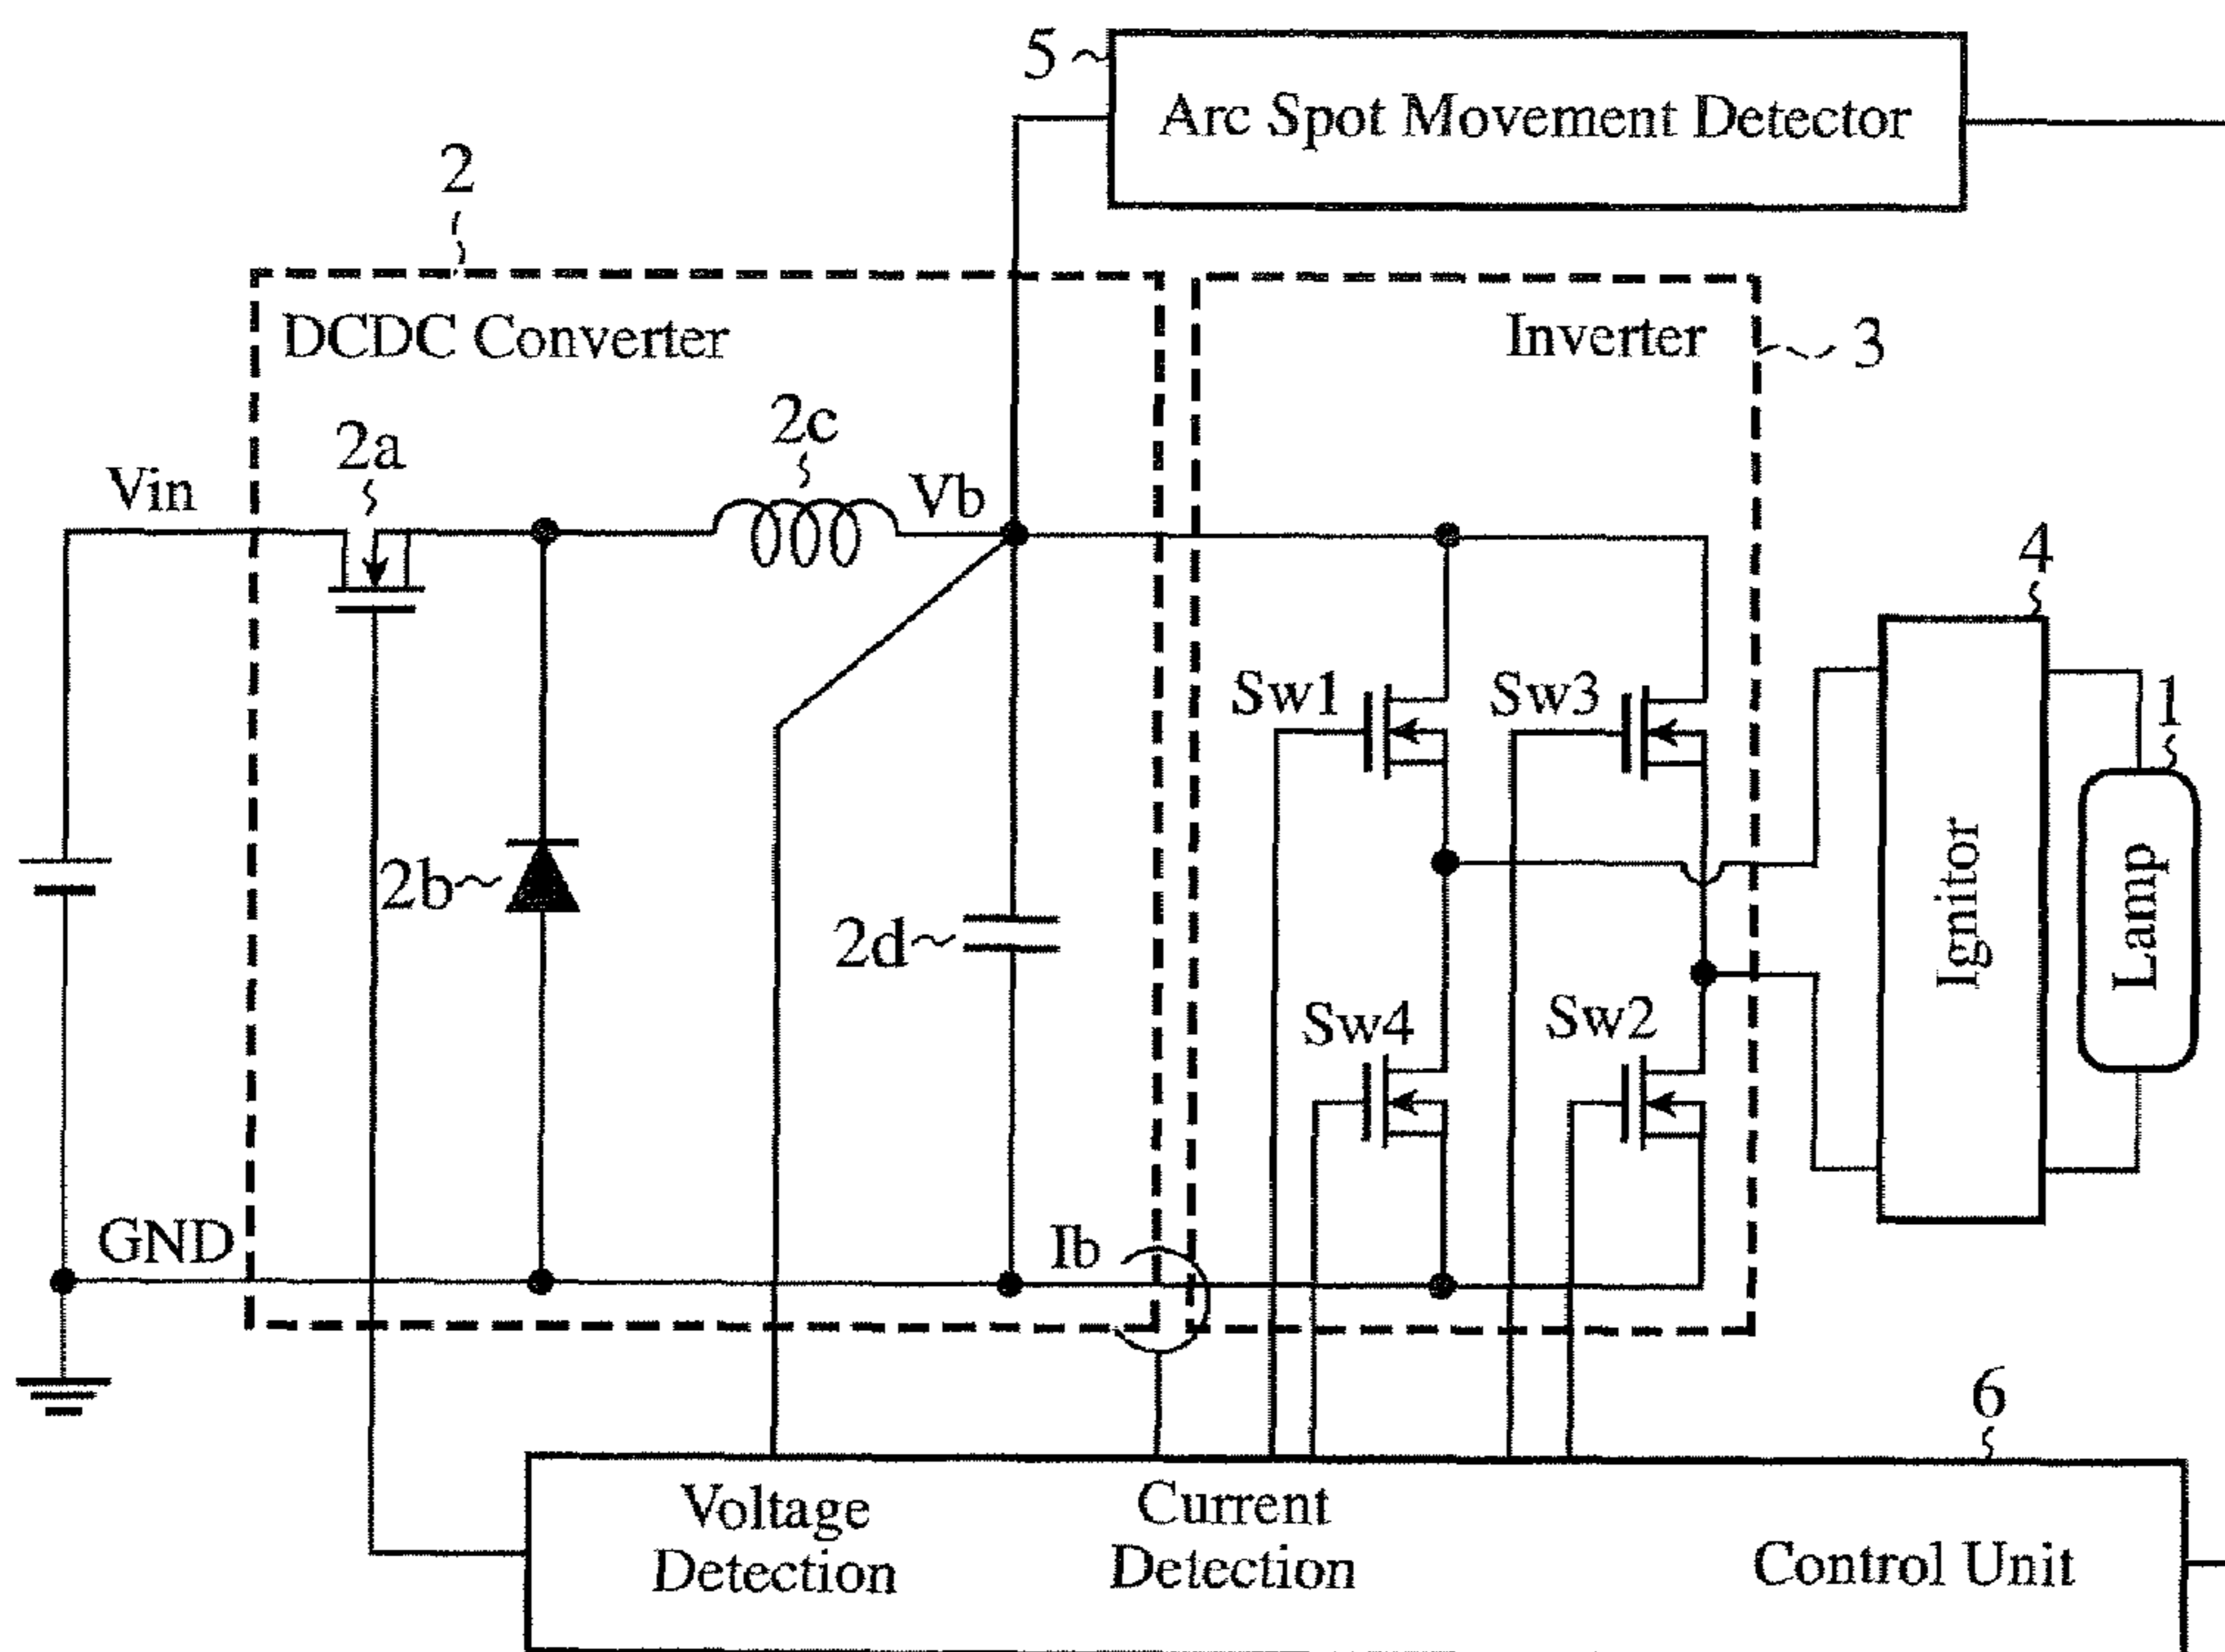 5
Arc Spot Movement Detector
2
DCDC Converter
Inverter
3
2a
2c
Vin
Vb
4
Sw1
Sw3
1
2b
2d
Ignitor
Lamp
Sw4
Sw2
GND
Ib
6
Voltage
Detection
Current
Detection
Control Unit